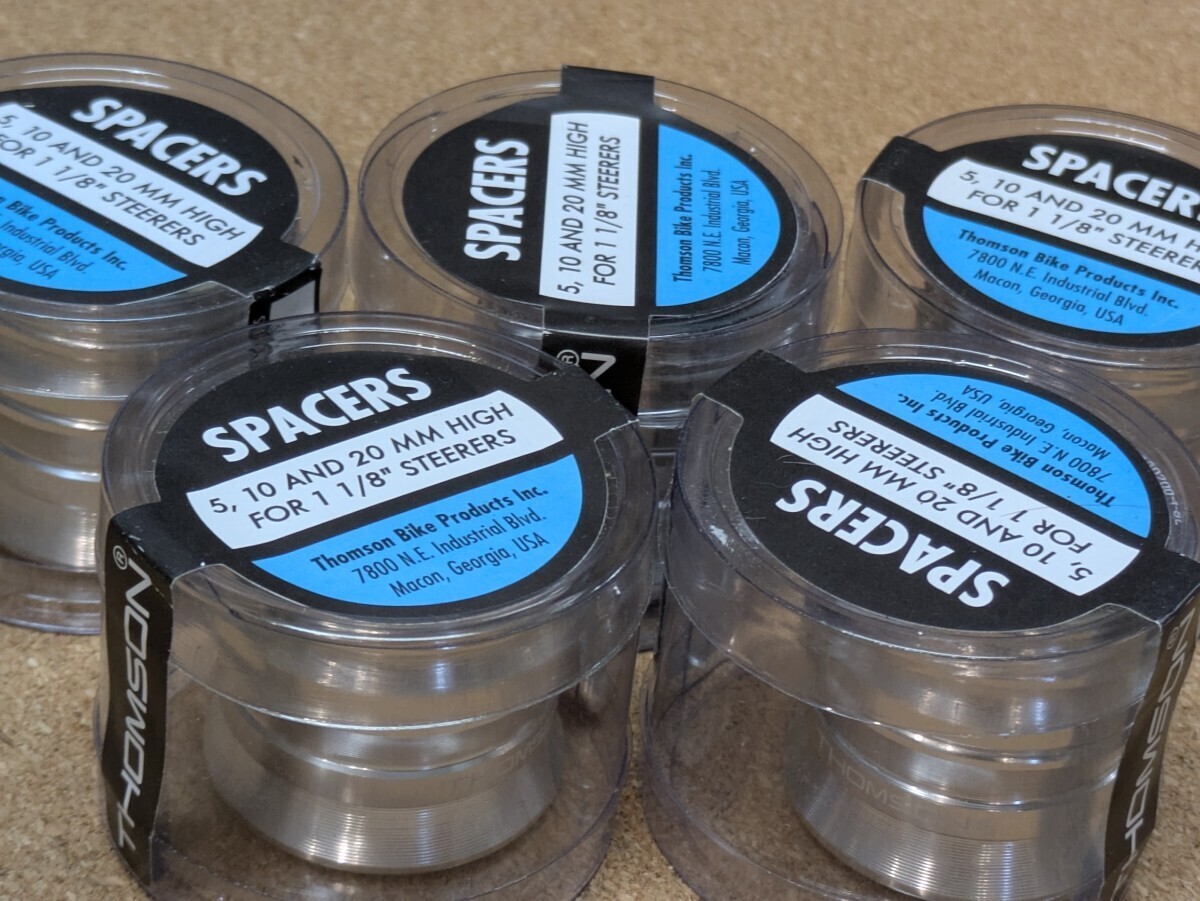 SPACERS
5, 10 AND 20 MM HIGH
FOR 1 1/8" STEERERS
Bike Products Inc.
Industrial Blvd.
Georgia, USA
SPACERS
5, 10 AND 20 MM HIGH
FOR 1 1/8" STEERERS
Thomson Bike Products Inc.
7800 N.E. Industrial Blvd.
Macon, Georgia, USA
SPACERS
5, 10 AND 20 MM
FOR 1 1/8" STEERERS
Thomson Bike Products Inc.
7800 N.E. Industrial Blvd.
Macon, Georgia, USA
SPACERS
5, 10 AND 20 MM HIGH
FOR 1 1/8" STEERERS
Thomson Bike Products Inc.
7800 N.E. Industrial Blvd.
Macon, Georgia, USA
THOMSON®
SPACERS
5, 10 AND 20 MM HIGH
FOR 1 1/8" STEERERS
Thomson Bike Products Inc.
7800 N.E. Industrial Blvd.
Macon, Georgia, USA
THOMSON®
THOMSON